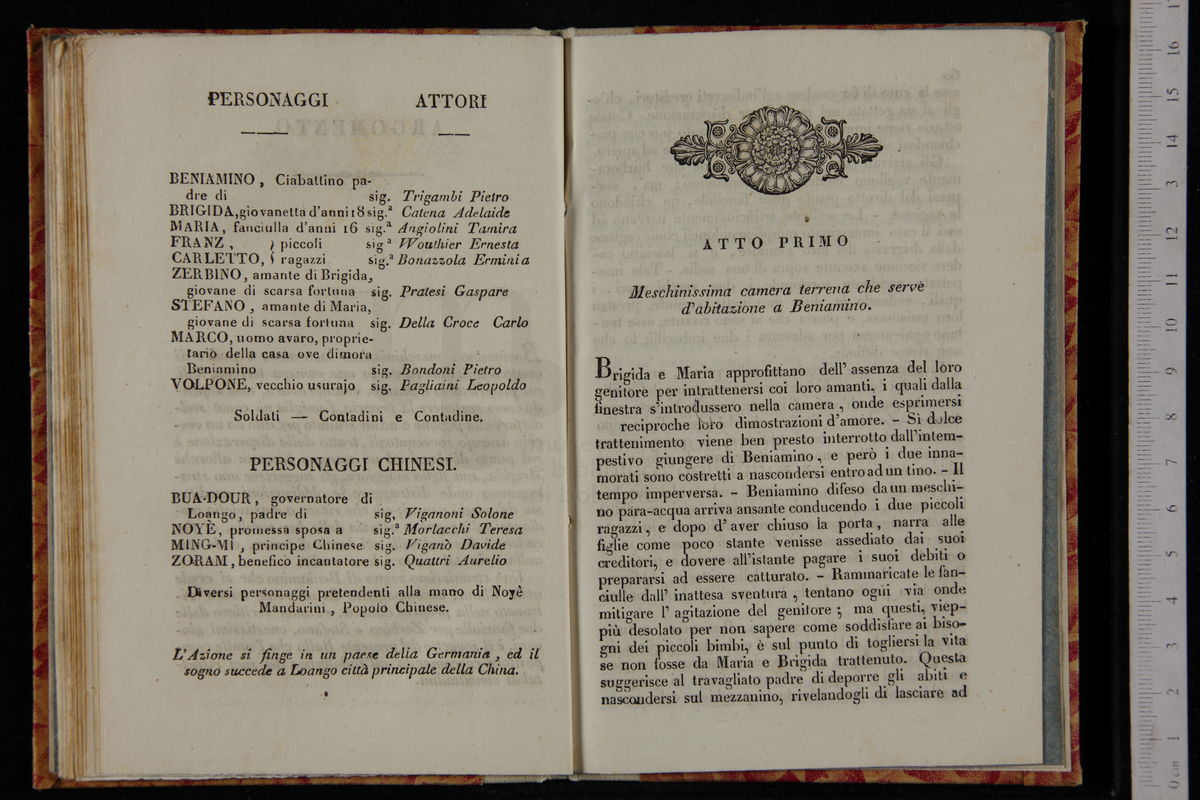 PERSONAGGI ATTORI
BENIAMINO, Ciabattino pa-
dre di sig. Trigambi Pietro
BRIGIDA, giovanetta d'anni 18 sig.ª Catena Adelaide
MARIA, fanciulla d'anni 16 sig.ª Angiolini Tamira
FRANZ, } piccoli sigª Wouthier Ernesta
CARLETTO, } ragazzi sig.ª Bonazzola Erminia
ZERBINO, amante di Brigida,
giovane di scarsa fortuna sig. Pratesi Gaspare
STEFANO, amante di Maria,
giovane di scarsa fortuna sig. Della Croce Carlo
MARCO, uomo avaro, proprie-
tario della casa ove dimora
Beniamino sig. Bondoni Pietro
VOLPONE, vecchio usurajo sig. Pagliaini Leopoldo
Soldati — Contadini e Contadine.
PERSONAGGI CHINESI.
BUA-DOUR, governatore di
Loango, padre di sig, Viganoni Solone
NOYÈ, promessa sposa a sig.ª Morlacchi Teresa
MING-MI, principe Chinese sig. Viganò Davide
ZORAM, benefico incantatore sig. Quattri Aurelio
Diversi personaggi pretendenti alla mano di Noyè
Mandarini, Popolo Chinese.
L'Azione si finge in un paese della Germania, ed il
sogno succede a Loango città principale della China.
ATTO PRIMO
Meschinissima camera terrena che serve
d'abitazione a Beniamino.
Brigida e Maria approfittano dell'assenza del loro
genitore per intrattenersi coi loro amanti, i quali dalla
finestra s'introdussero nella camera, onde esprimersi
reciproche loro dimostrazioni d'amore. - Sì dolce
trattenimento viene ben presto interrotto dall'intem-
pestivo giungere di Beniamino, e però i due inna-
morati sono costretti a nascondersi entro ad un tino. - Il
tempo imperversa. - Beniamino difeso da un meschi-
no para-acqua arriva ansante conducendo i due piccoli
ragazzi, e dopo d'aver chiuso la porta, narra alle
figlie come poco stante venisse assediato dai suoi
creditori, e dovere all'istante pagare i suoi debiti o
prepararsi ad essere catturato. - Rammaricate le fan-
ciulle dall'inattesa sventura, tentano ogni via onde
mitigare l'agitazione del genitore; ma questi, viep-
più desolato per non sapere come soddisfare ai biso-
gni dei piccoli bimbi, è sul punto di togliersi la vita
se non fosse da Maria e Brigida trattenuto. Questa
suggerisce al travagliato padre di deporre gli abiti e
nascondersi sul mezzanino, rivelandogli di lasciare ad